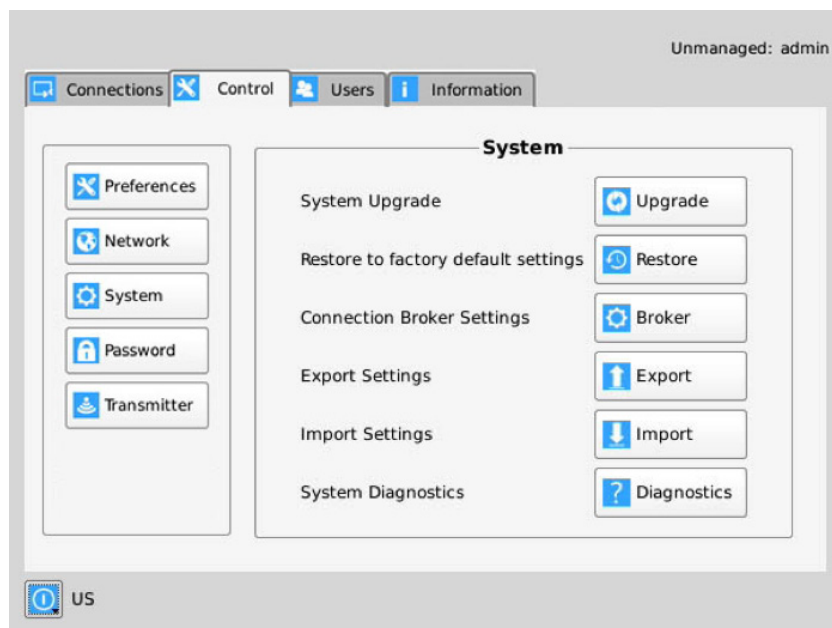 Unmanaged: admin
Connections
Control
Users
Information
Preferences
Network
System
Password
Transmitter
System
System Upgrade
Upgrade
Restore to factory default settings
Restore
Connection Broker Settings
Broker
Export Settings
Export
Import Settings
Import
System Diagnostics
Diagnostics
US